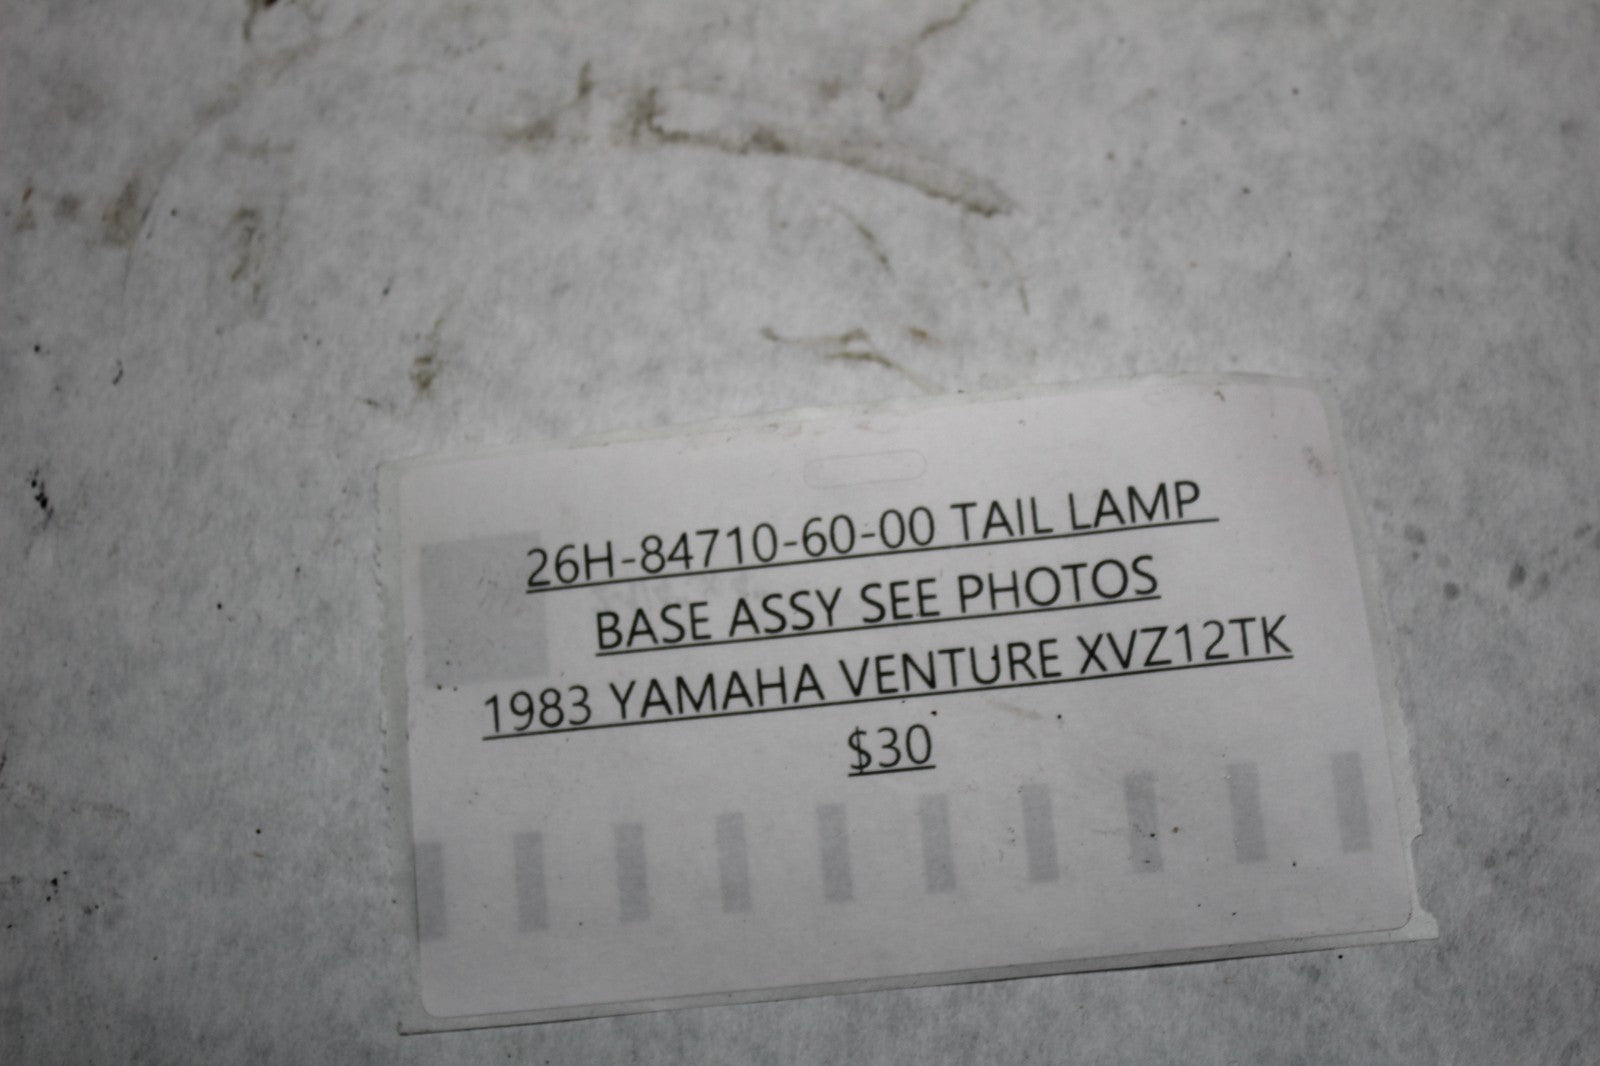 26H-84710-60-00 TAIL LAMP
BASE ASSY SEE PHOTOS
1983 YAMAHA VENTURE XVZ12TK
$30